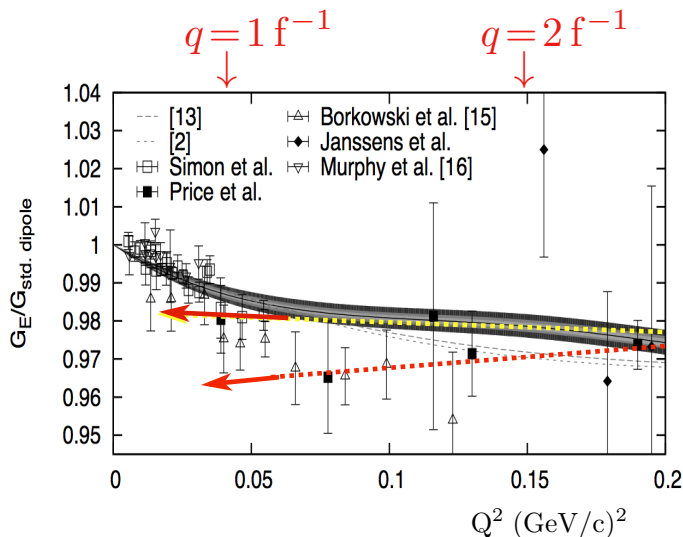 q = 1 f⁻¹ q = 2 f⁻¹
1.04
1.03
1.02
1.01
1
0.99
0.98
0.97
0.96
0.95
G_E/G_std. dipole
[13]
[2]
Simon et al.
Price et al.
Borkowski et al. [15]
Janssens et al.
Murphy et al. [16]
0 0.05 0.1 0.15 0.2
Q² (GeV/c)²